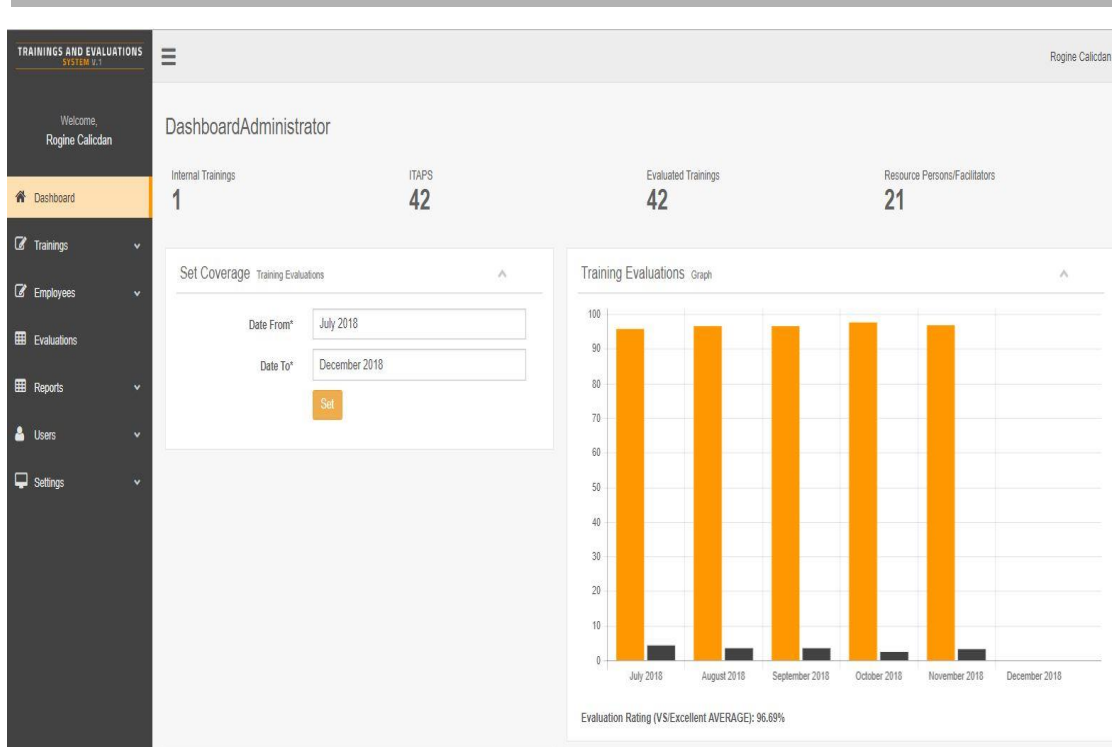 TRAININGS AND EVALUATIONS
SYSTEM V.1
Rogine Calicdan
Welcome,
Rogine Calicdan
Dashboard
Trainings
Employees
Evaluations
Reports
Users
Settings
DashboardAdministrator
Internal Trainings
1
ITAPS
42
Evaluated Trainings
42
Resource Persons/Facilitators
21
Set Coverage Training Evaluations
Date From* July 2018
Date To* December 2018
Set
Training Evaluations Graph
100
90
80
70
60
50
40
30
20
10
0
July 2018 August 2018 September 2018 October 2018 November 2018 December 2018
Evaluation Rating (VS/Excellent AVERAGE): 96.69%